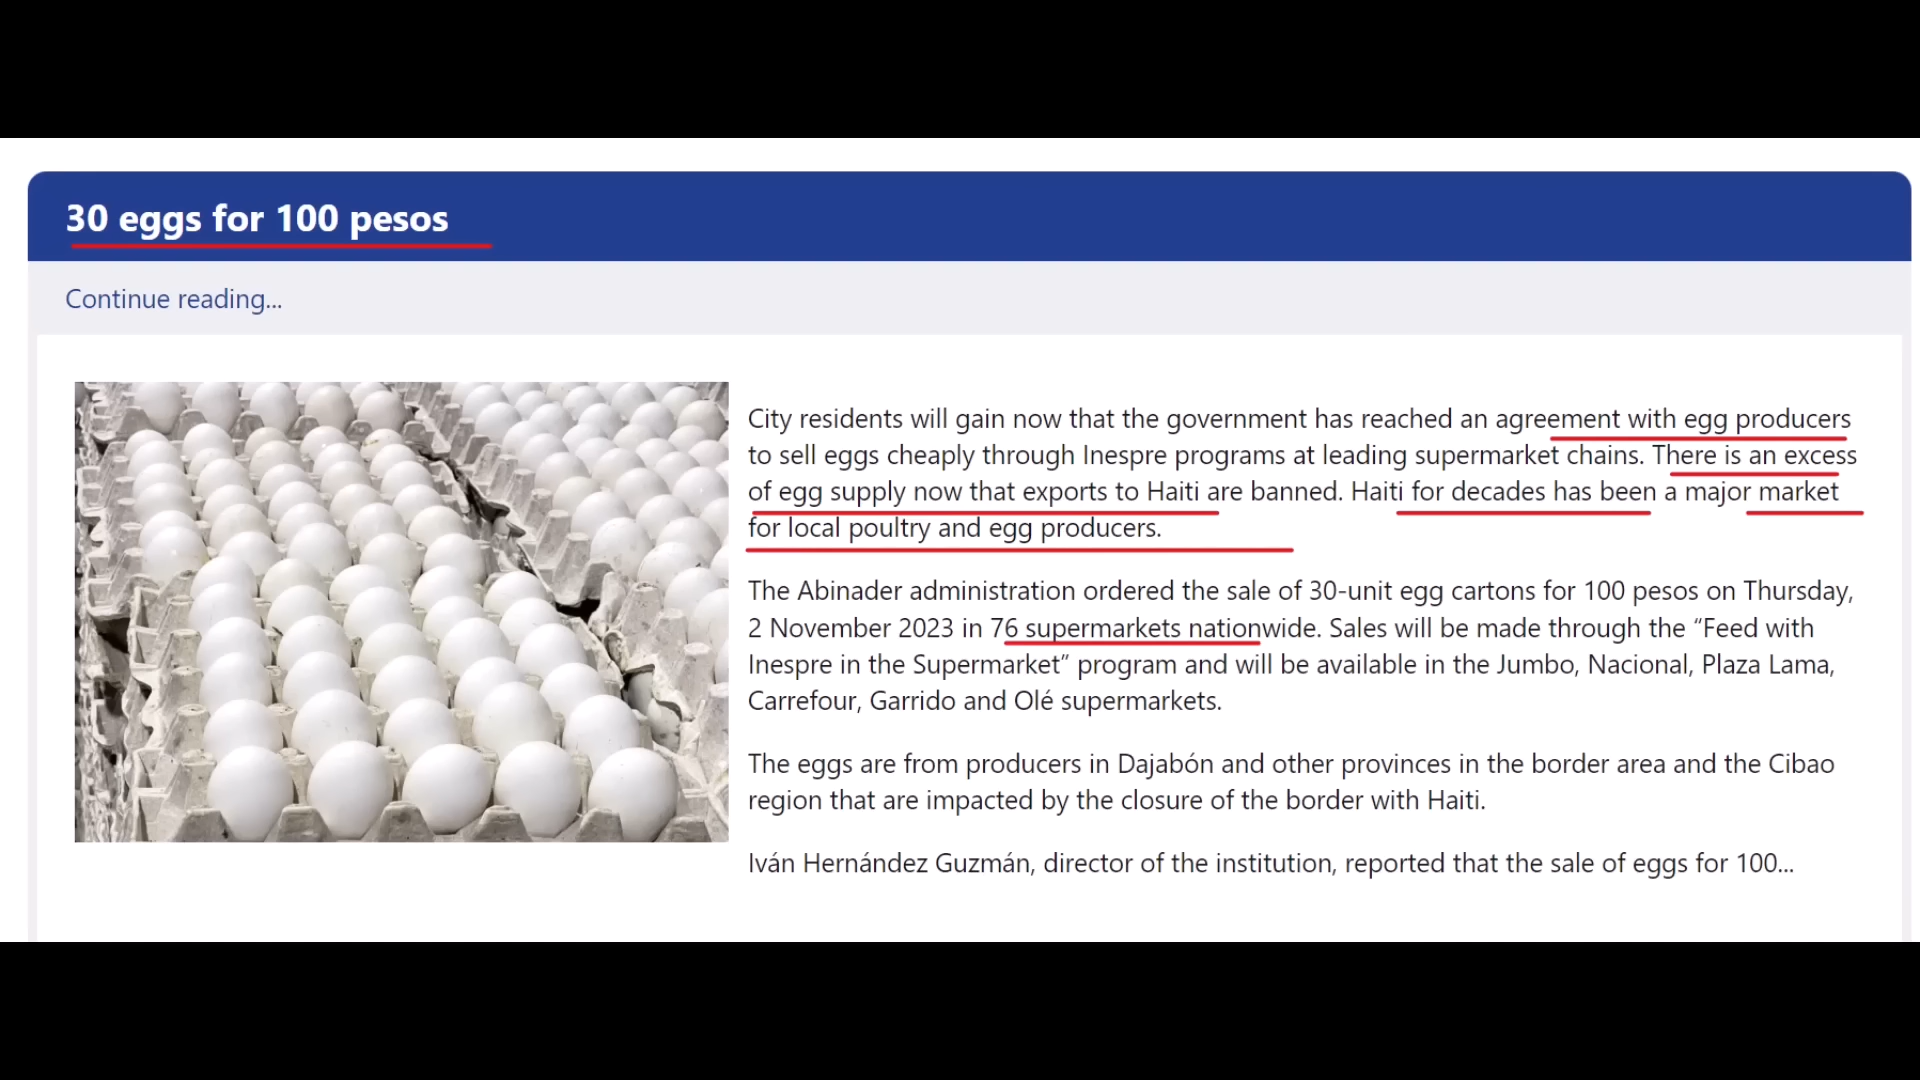 30 eggs for 100 pesos
Continue reading...
City residents will gain now that the government has reached an agreement with egg producers
to sell eggs cheaply through Inespre programs at leading supermarket chains. There is an excess
of egg supply now that exports to Haiti are banned. Haiti for decades has been a major market
for local poultry and egg producers.
The Abinader administration ordered the sale of 30-unit egg cartons for 100 pesos on Thursday,
2 November 2023 in 76 supermarkets nationwide. Sales will be made through the “Feed with
Inespre in the Supermarket” program and will be available in the Jumbo, Nacional, Plaza Lama,
Carrefour, Garrido and Olé supermarkets.
The eggs are from producers in Dajabón and other provinces in the border area and the Cibao
region that are impacted by the closure of the border with Haiti.
Iván Hernández Guzmán, director of the institution, reported that the sale of eggs for 100...